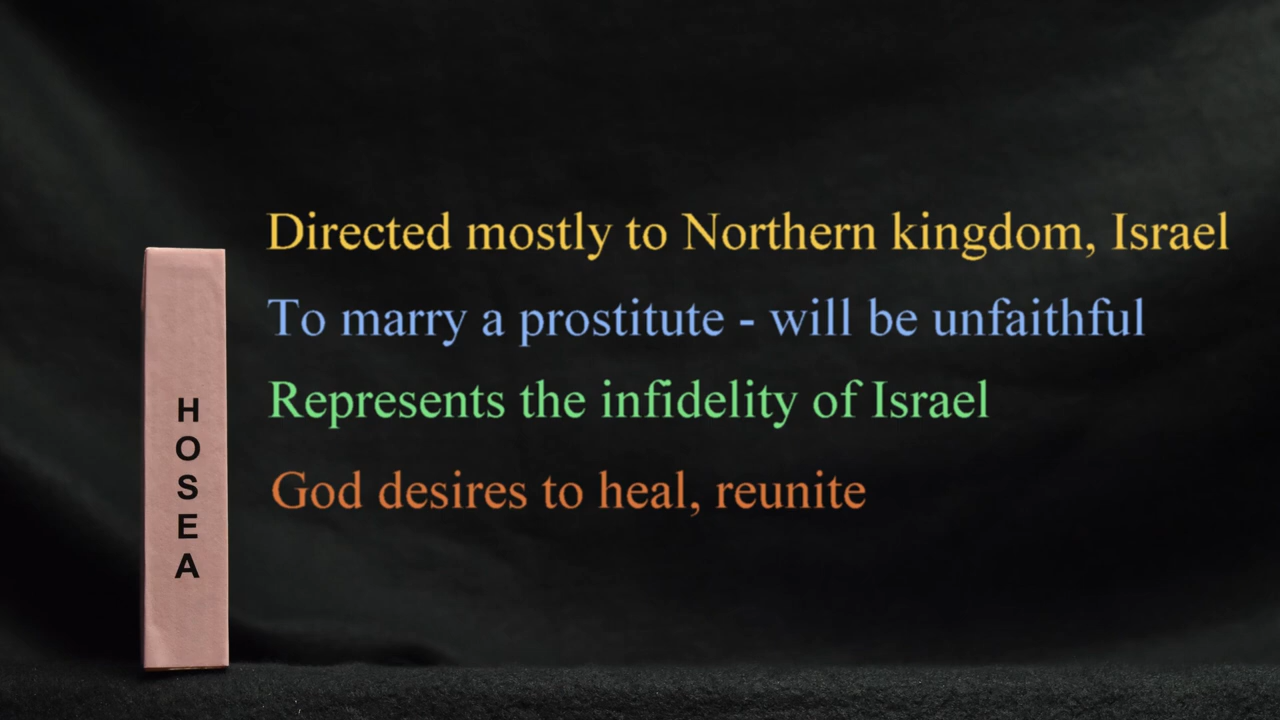 HOSEA
Directed mostly to Northern kingdom, Israel
To marry a prostitute - will be unfaithful
Represents the infidelity of Israel
God desires to heal, reunite